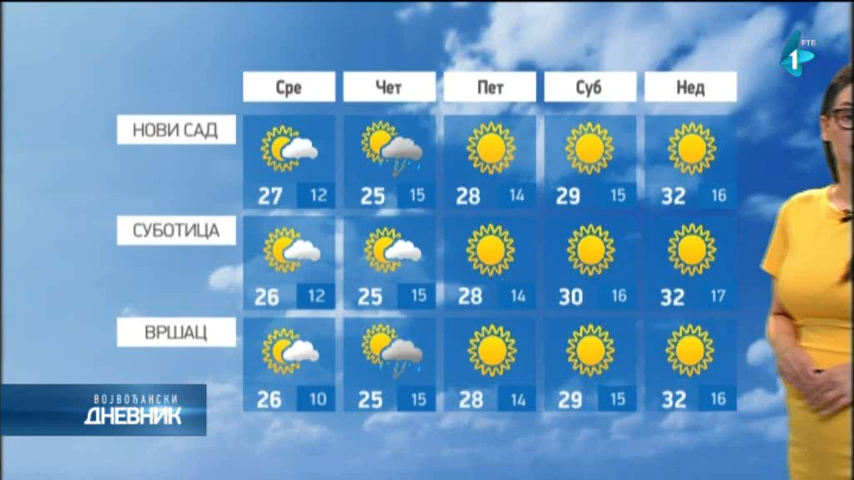 РТВ
1
Сре Чет Пет Суб Нед
НОВИ САД
27 12 25 15 28 14 29 15 32 16
СУБОТИЦА
26 12 25 15 28 14 30 16 32 17
ВРШАЦ
26 10 25 15 28 14 29 15 32 16
ВОЈВОЂАНСКИ
ДНЕВНИК